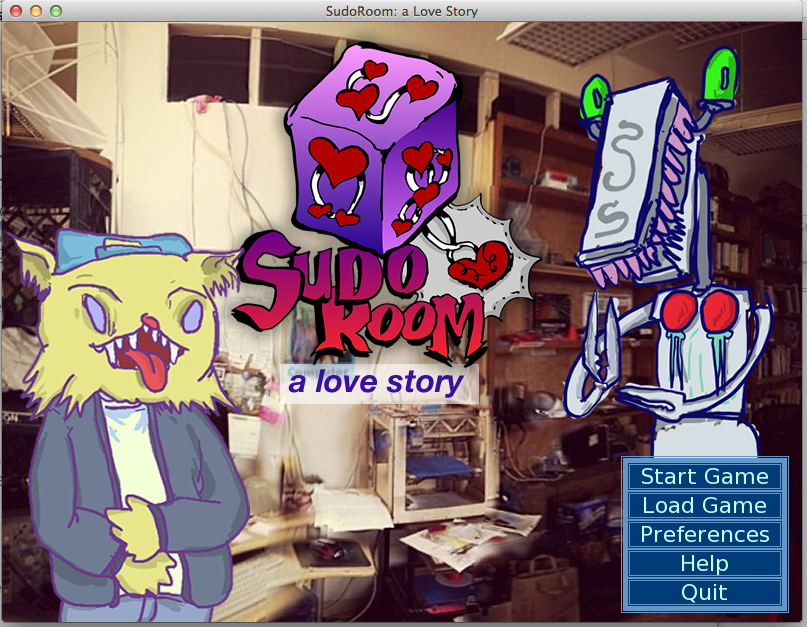 SudoRoom: a Love Story
SUDO
ROOM
a love story
Start Game
Load Game
Preferences
Help
Quit